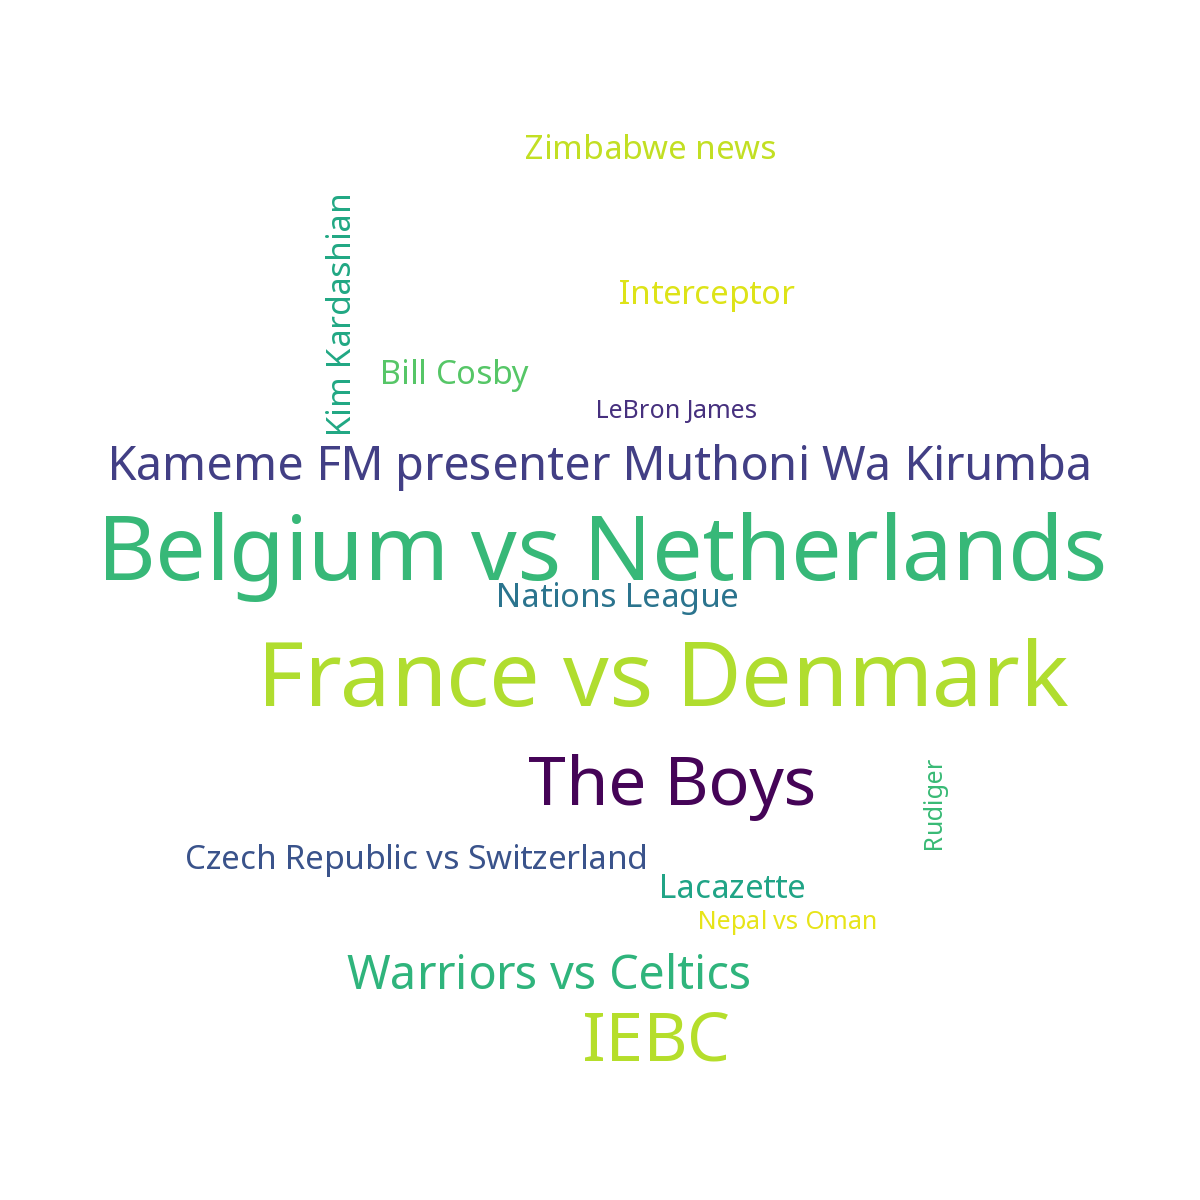 Zimbabwe news
Kim Kardashian
Interceptor
Bill Cosby
LeBron James
Kameme FM presenter Muthoni Wa Kirumba
Belgium vs Netherlands
Nations League
France vs Denmark
The Boys
Rudiger
Czech Republic vs Switzerland
Lacazette
Nepal vs Oman
Warriors vs Celtics
IEBC